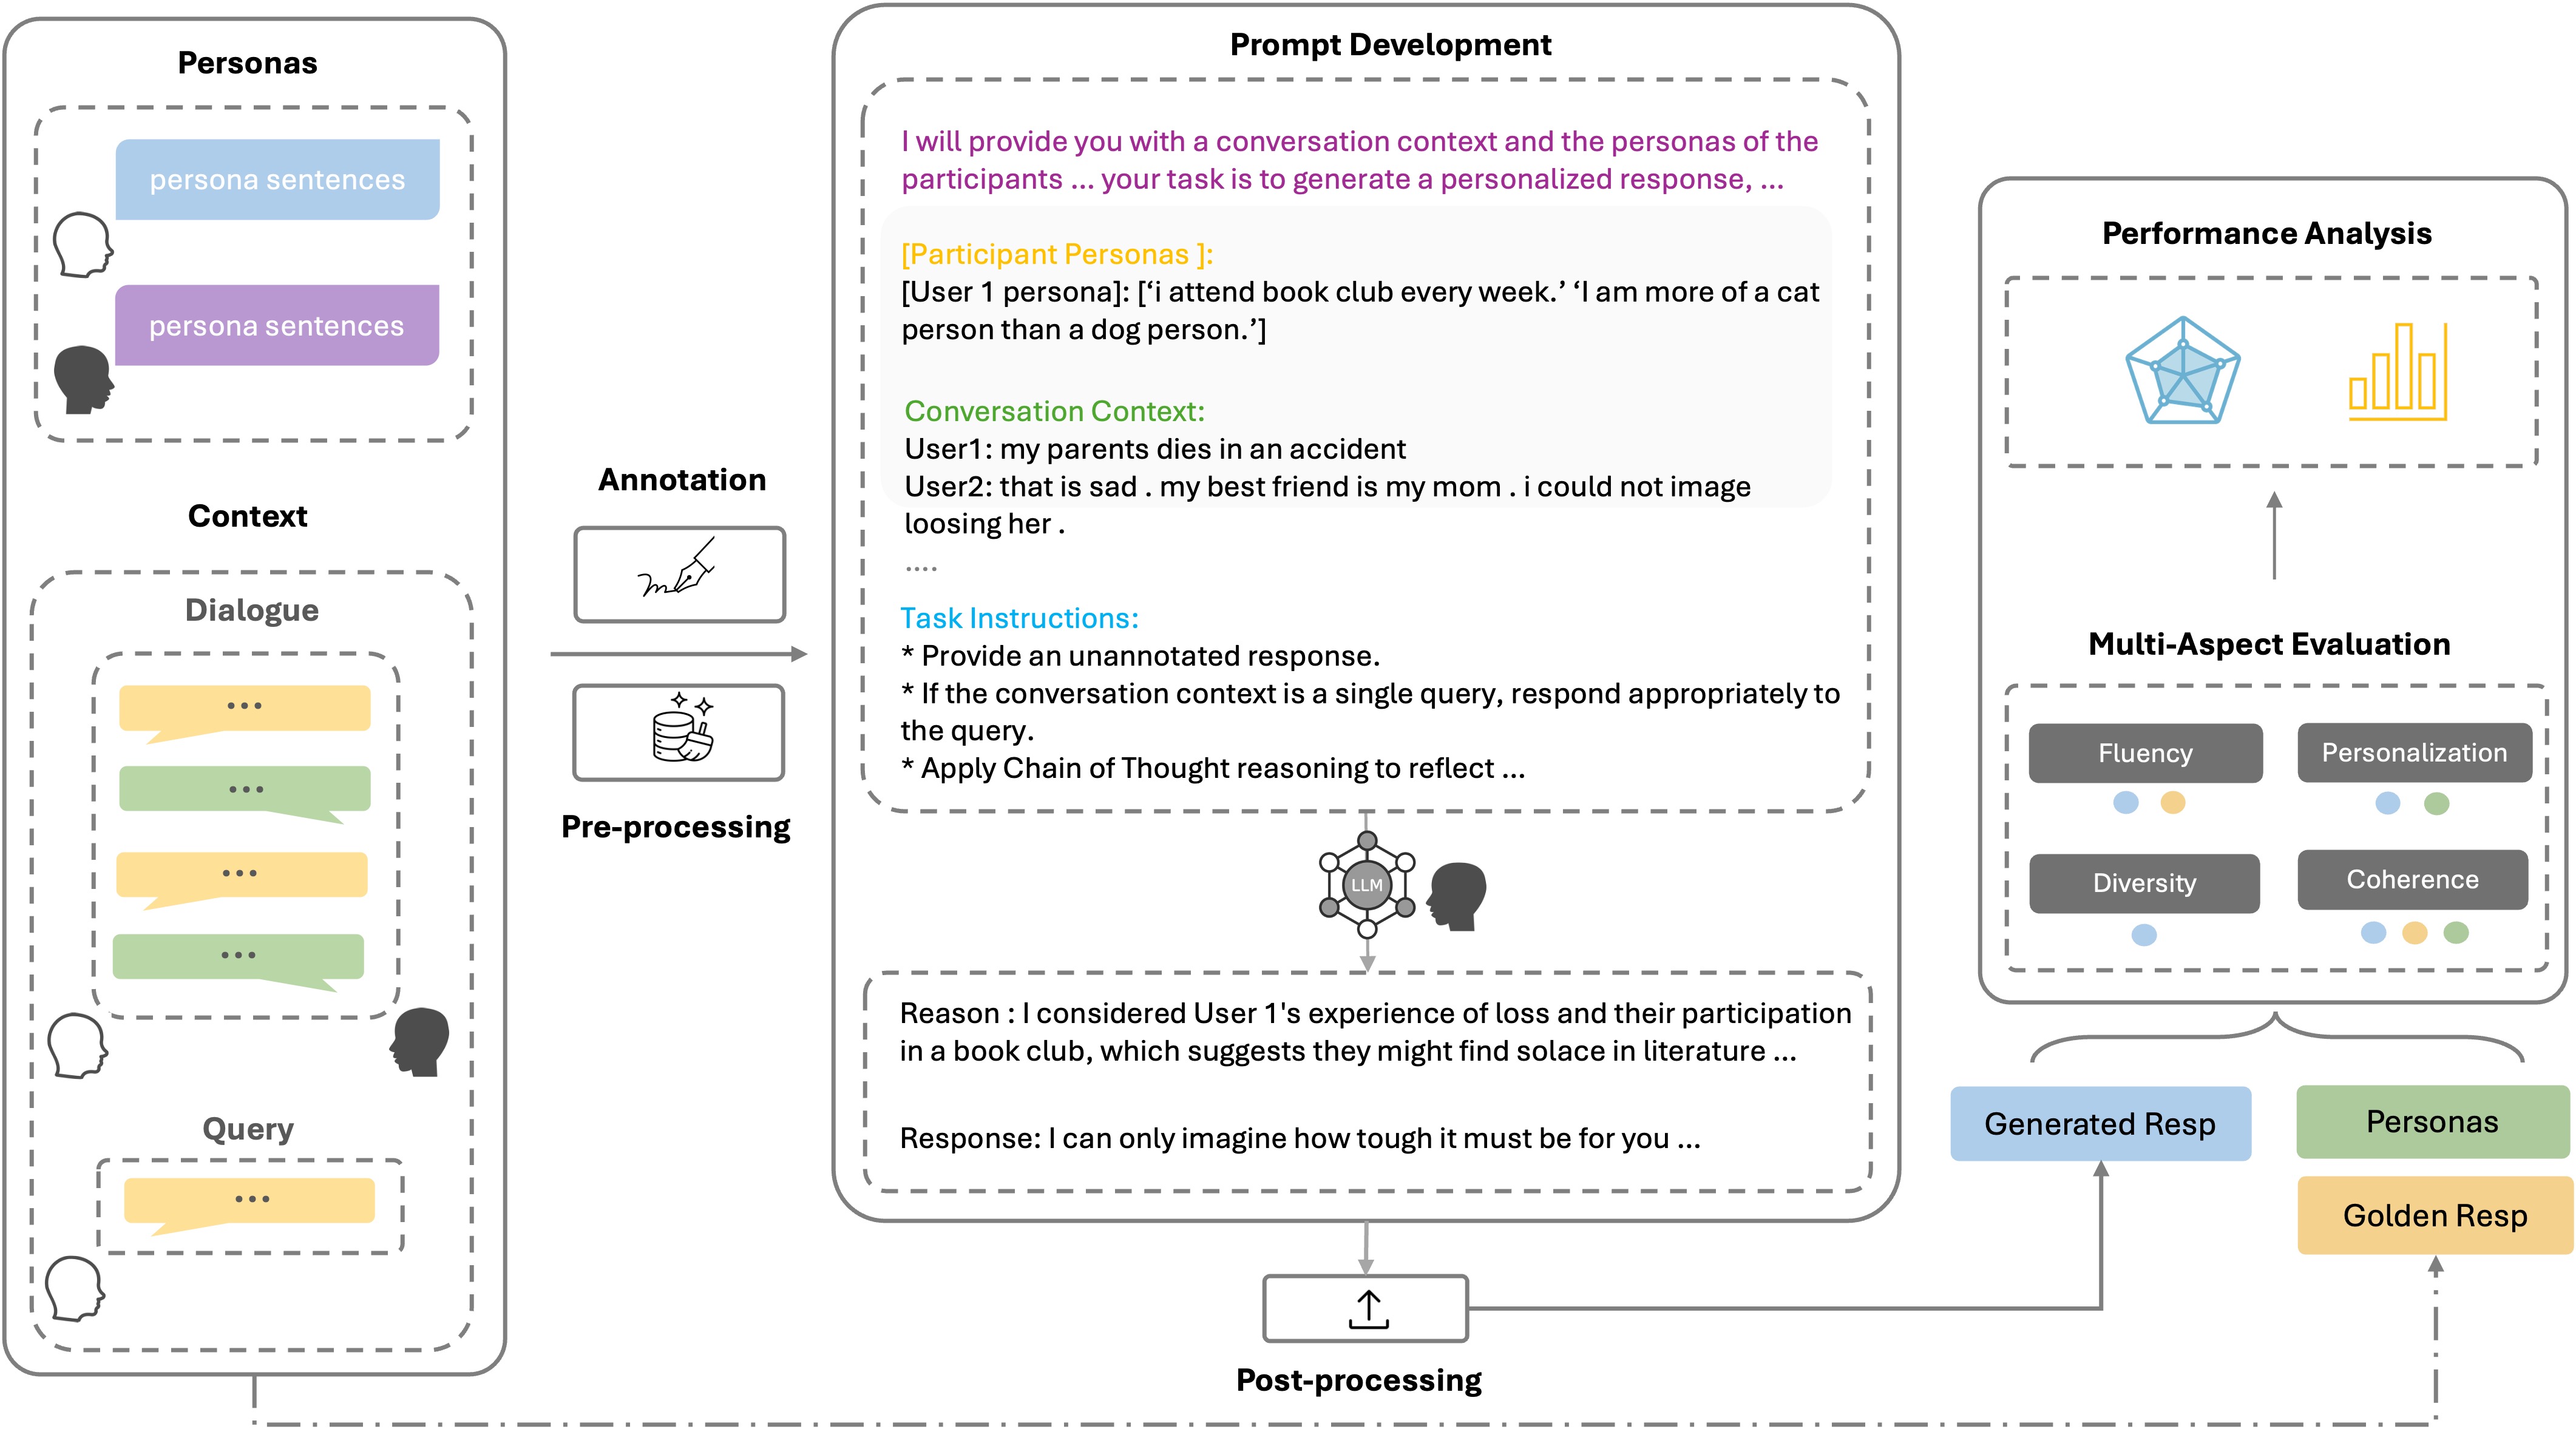 Personas
persona sentences
persona sentences
Context
Dialogue
...
...
...
...
Query
...
Annotation
Pre-processing
Prompt Development
I will provide you with a conversation context and the personas of the
participants ... your task is to generate a personalized response, ...
[Participant Personas ]:
[User 1 persona]: [‘i attend book club every week.’ ‘I am more of a cat
person than a dog person.’]
Conversation Context:
User1: my parents dies in an accident
User2: that is sad . my best friend is my mom . i could not image
loosing her .
....
Task Instructions:
* Provide an unannotated response.
* If the conversation context is a single query, respond appropriately to
the query.
* Apply Chain of Thought reasoning to reflect ...
LLM
Reason : I considered User 1's experience of loss and their participation
in a book club, which suggests they might find solace in literature ...
Response: I can only imagine how tough it must be for you ...
Post-processing
Performance Analysis
Multi-Aspect Evaluation
Fluency
Personalization
Diversity
Coherence
Generated Resp
Personas
Golden Resp